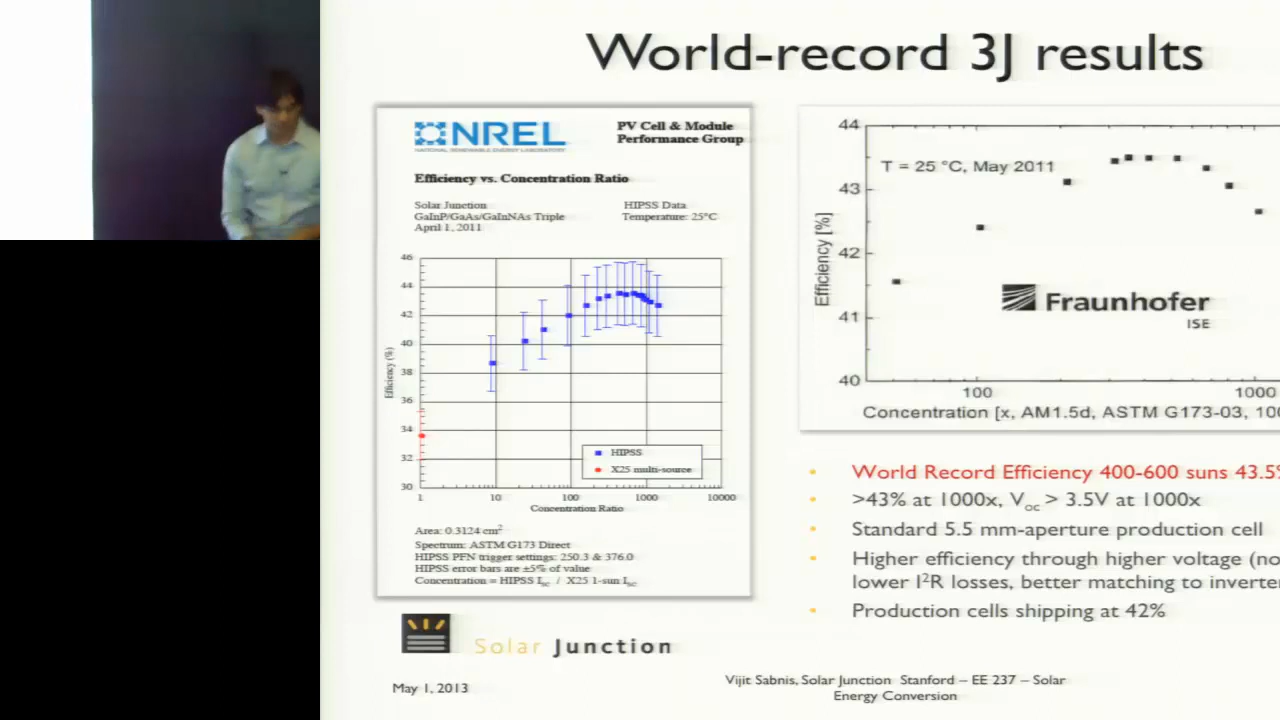 World-record 3J results
NREL
NATIONAL RENEWABLE ENERGY LABORATORY
PV Cell & Module
Performance Group
Efficiency vs. Concentration Ratio
Solar Junction
GaInP/GaAs/GaInNAs Triple
April 1, 2011
HIPSS Data
Temperature: 25°C
46
44
42
40
38
36
34
32
30
Efficiency (%)
HIPSS
X25 multi-source
1
10
100
1000
10000
Concentration Ratio
Area: 0.3124 cm²
Spectrum: ASTM G173 Direct
HIPSS PFN trigger settings: 250.3 & 376.0
HIPSS error bars are ±5% of value
Concentration = HIPSS Isc / X25 1-sun Isc
44
43
42
41
40
Efficiency [%]
T = 25 °C, May 2011
Fraunhofer
ISE
100
1000
Concentration [x, AM1.5d, ASTM G173-03, 100
• World Record Efficiency 400-600 suns 43.5%
• >43% at 1000x, Voc > 3.5V at 1000x
• Standard 5.5 mm-aperture production cell
• Higher efficiency through higher voltage (no
lower I²R losses, better matching to inverte
• Production cells shipping at 42%
Solar Junction
May 1, 2013
Vijit Sabnis, Solar Junction Stanford – EE 237 – Solar
Energy Conversion